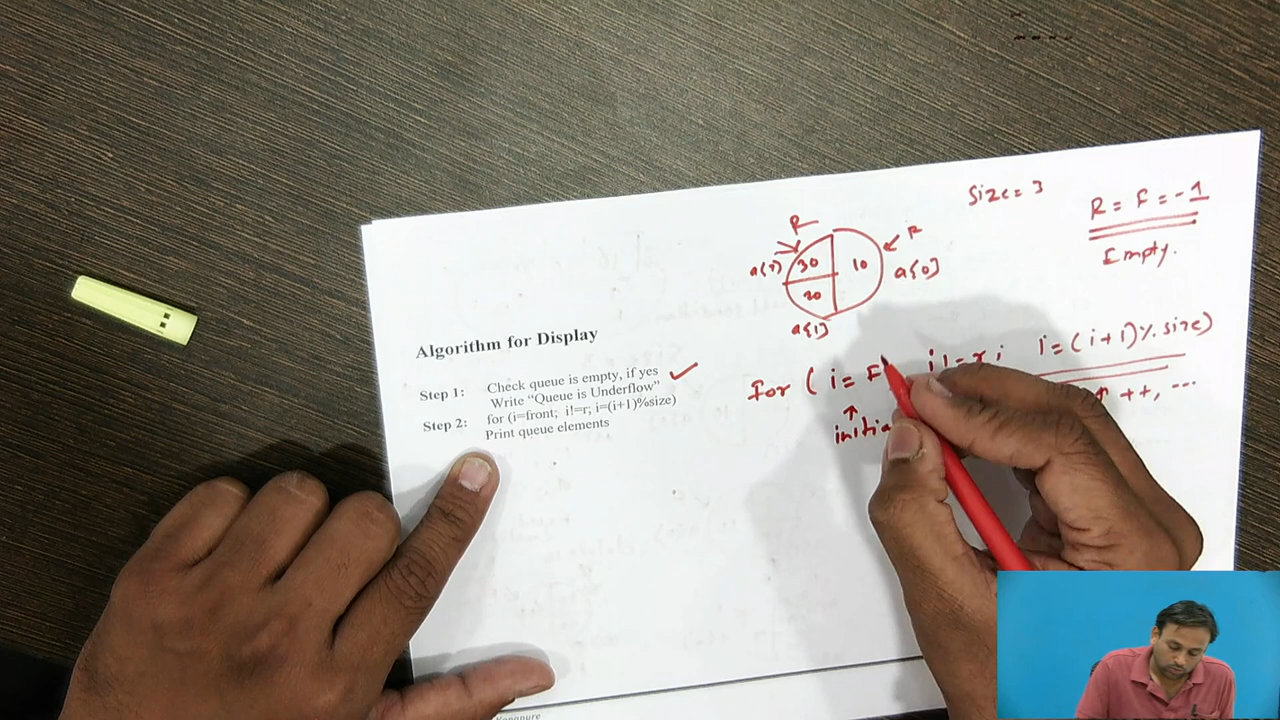 Size = 3
R = F = -1
Empty.
R
R
a[2]
30
10
a[0]
20
a[1]
Algorithm for Display
Step 1: Check queue is empty, if yes
Write "Queue is Underflow"
Step 2: for (i=front; i!=r; i=(i+1)%size)
Print queue elements
for ( i = F i != r; i = (i+1)% size)
++, ...